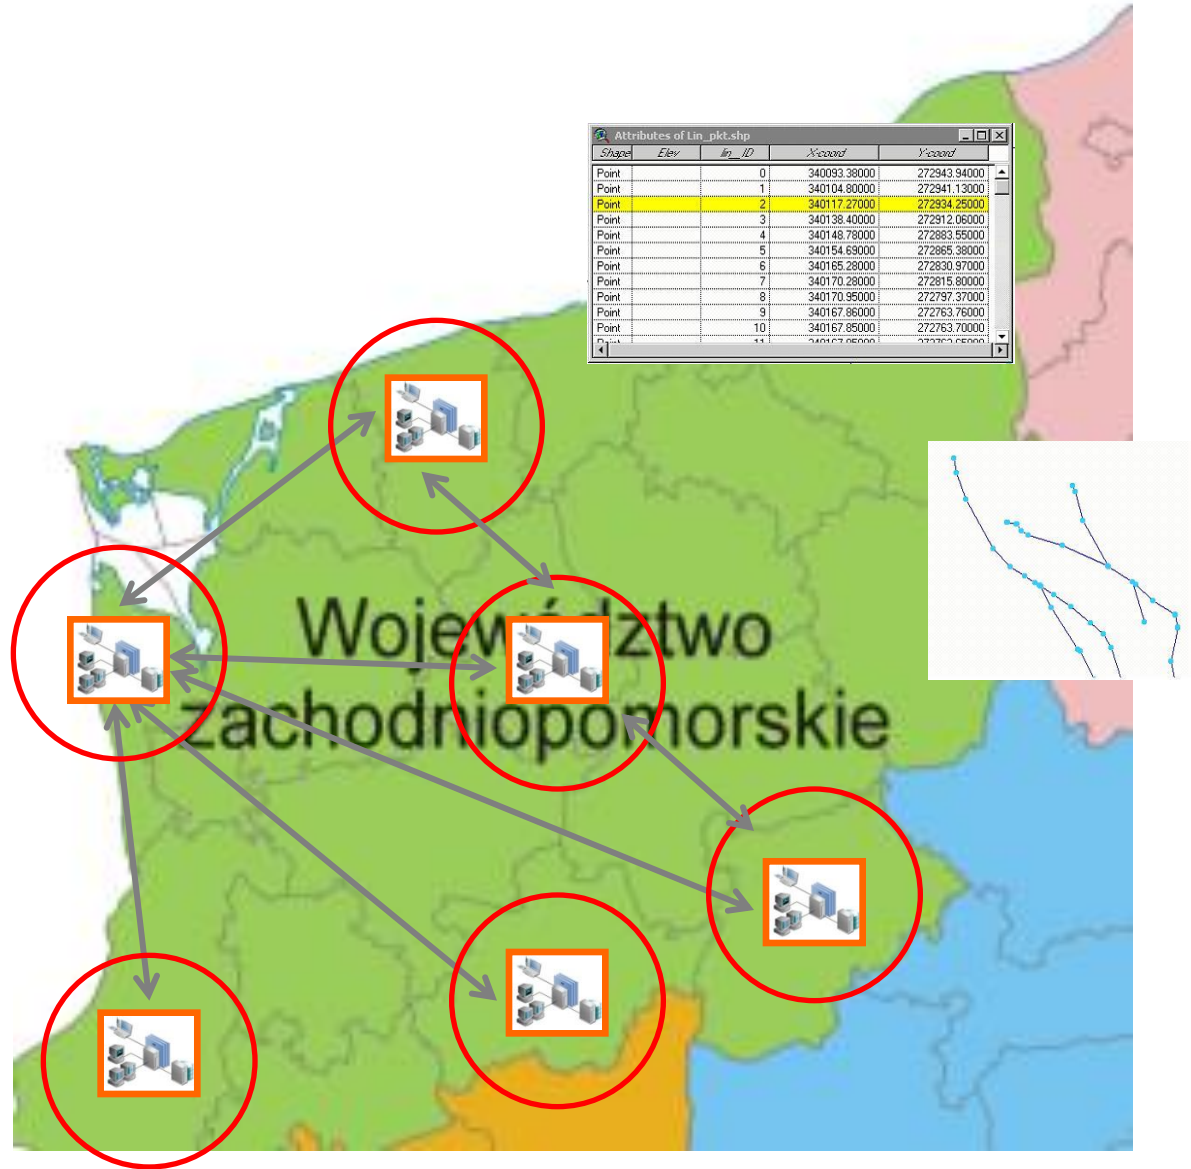 Attributes of Lin_pkt.shp
Shape Elev lin__ID X-coord Y-coord
Point 0 340093.38000 272943.94000
Point 1 340104.80000 272941.13000
Point 2 340117.27000 272934.25000
Point 3 340138.40000 272912.06000
Point 4 340148.78000 272883.55000
Point 5 340154.69000 272865.38000
Point 6 340165.28000 272830.97000
Point 7 340170.28000 272815.80000
Point 8 340170.95000 272797.37000
Point 9 340167.86000 272763.76000
Point 10 340167.85000 272763.70000
Województwo
zachodniopomorskie